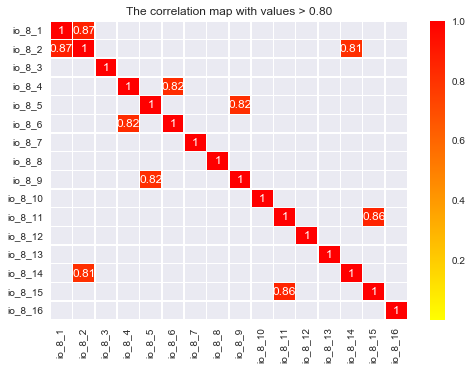 The correlation map with values > 0.80
io_8_1 1 0.87
io_8_2 0.87 1 0.81
io_8_3 1
io_8_4 1 0.82
io_8_5 1 0.82
io_8_6 0.82 1
io_8_7 1
io_8_8 1
io_8_9 0.82 1
io_8_10 1
io_8_11 1 0.86
io_8_12 1
io_8_13 1
io_8_14 0.81 1
io_8_15 0.86 1
io_8_16 1
io_8_1 io_8_2 io_8_3 io_8_4 io_8_5 io_8_6 io_8_7 io_8_8 io_8_9 io_8_10 io_8_11 io_8_12 io_8_13 io_8_14 io_8_15 io_8_16
1.0
0.8
0.6
0.4
0.2